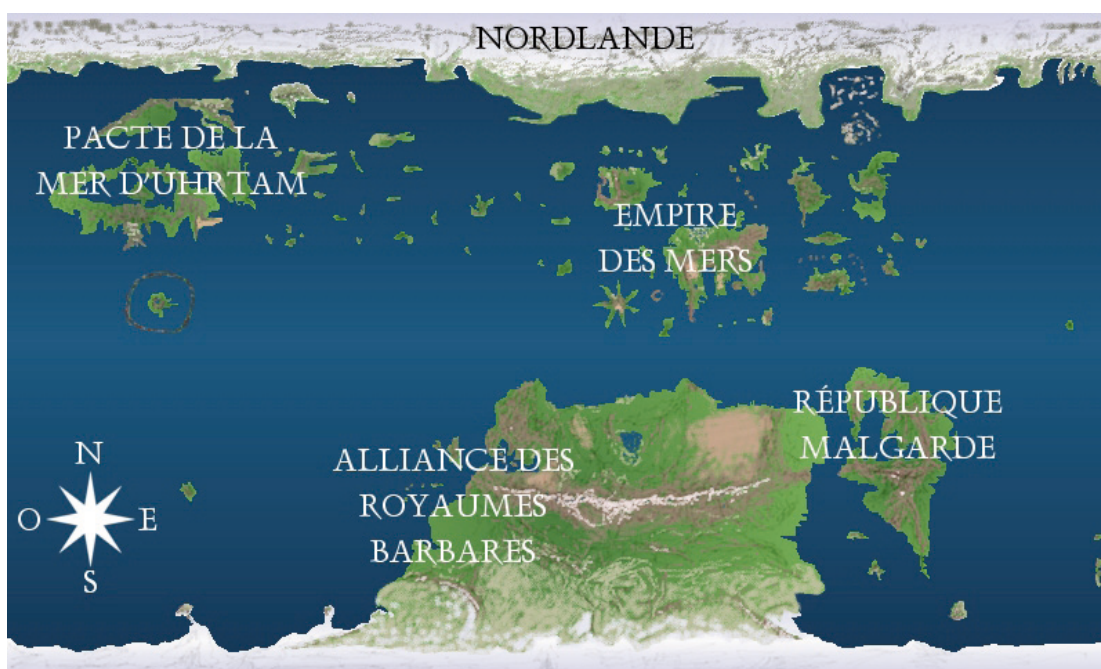 NORDLANDE
PACTE DE LA
MER D'UHRTAM
EMPIRE
DES MERS
RÉPUBLIQUE
MALGARDE
ALLIANCE DES
ROYAUMES
BARBARES
N
O
E
S